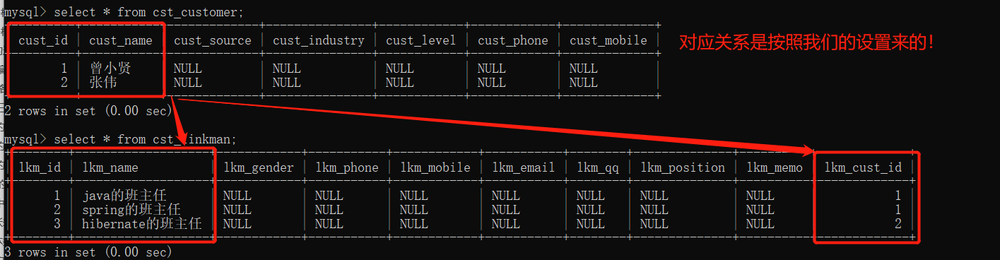 mysql> select * from cst_customer;
cust_id | cust_name | cust_source | cust_industry | cust_level | cust_phone | cust_mobile |
对应关系是按照我们的设置来的！
1 | 曾小贤 | NULL | NULL | NULL | NULL | NULL |
2 | 张伟 | NULL | NULL | NULL | NULL | NULL |
2 rows in set (0.00 sec)
mysql> select * from cst_linkman;
lkm_id | lkm_name | lkm_gender | lkm_phone | lkm_mobile | lkm_email | lkm_qq | lkm_position | lkm_memo | lkm_cust_id |
1 | java的班主任 | NULL | NULL | NULL | NULL | NULL | NULL | NULL | 1 |
2 | spring的班主任 | NULL | NULL | NULL | NULL | NULL | NULL | NULL | 1 |
3 | hibernate的班主任 | NULL | NULL | NULL | NULL | NULL | NULL | NULL | 2 |
3 rows in set (0.00 sec)